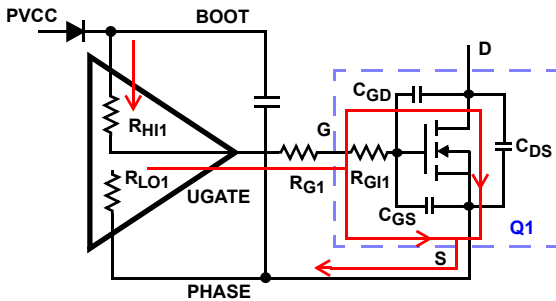 PVCC
BOOT
D
C_GD
R_HI1
G
C_DS
R_LO1
R_G1
R_GI1
UGATE
C_GS
Q1
S
PHASE